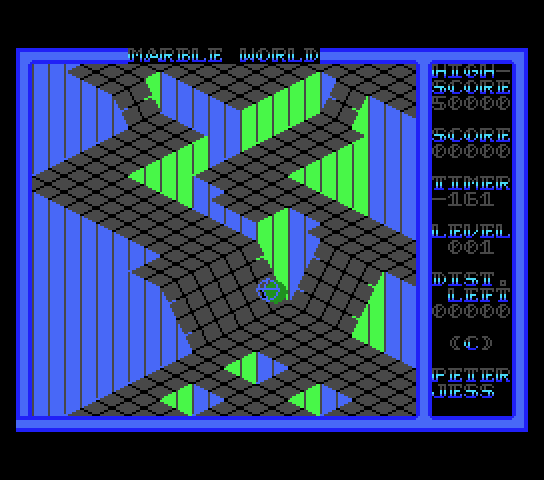 MARBLE WORLD
HIGH-
SCORE
50000
SCORE
00000
TIMER
-161
LEVEL
001
DIST.
LEFT
00000
(C)
PETER
JESS